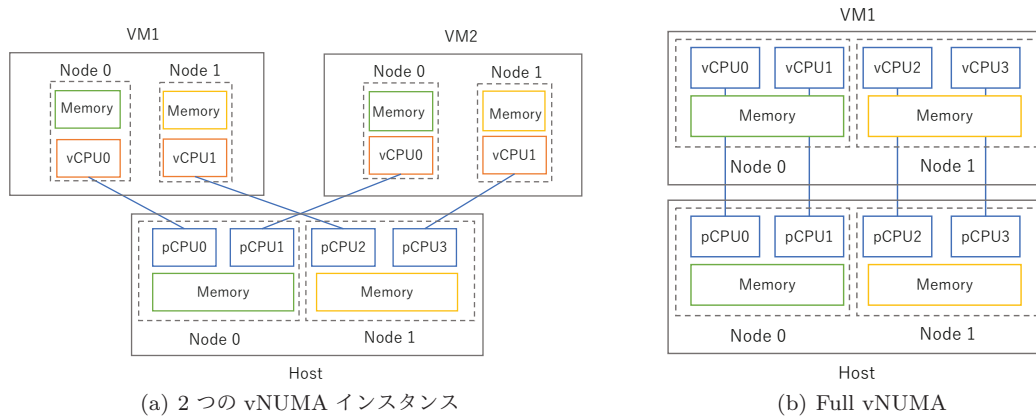 VM1
Node 0
Node 1
Memory
Memory
vCPU0
vCPU1
VM2
Node 0
Node 1
Memory
Memory
vCPU0
vCPU1
pCPU0
pCPU1
pCPU2
pCPU3
Memory
Memory
Node 0
Node 1
Host
(a) 2 つの vNUMA インスタンス
VM1
vCPU0
vCPU1
vCPU2
vCPU3
Memory
Memory
Node 0
Node 1
pCPU0
pCPU1
pCPU2
pCPU3
Memory
Memory
Node 0
Node 1
Host
(b) Full vNUMA